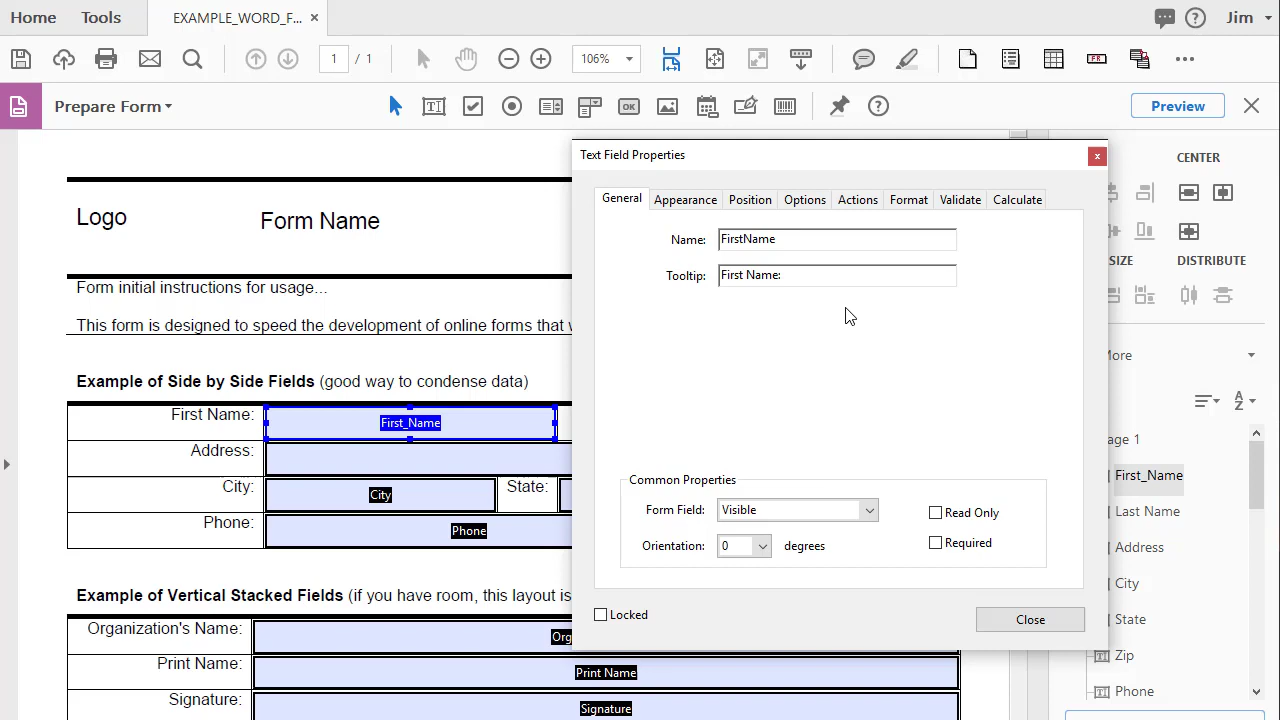 Home
Tools
EXAMPLE_WORD_F...
Jim
1 / 1
106%
FR
Prepare Form
OK
Preview
Logo
Form Name
Form initial instructions for usage...
This form is designed to speed the development of online forms that w
Example of Side by Side Fields (good way to condense data)
First Name:
First_Name
Address:
City:
City
State:
Phone:
Phone
Example of Vertical Stacked Fields (if you have room, this layout is
Organization's Name:
Org
Print Name:
Print Name
Signature:
Signature
Text Field Properties
General
Appearance
Position
Options
Actions
Format
Validate
Calculate
Name:
FirstName
Tooltip:
First Name:
Common Properties
Form Field:
Visible
Read Only
Orientation:
0
degrees
Required
Locked
Close
CENTER
SIZE
DISTRIBUTE
ore
age 1
First_Name
Last Name
Address
City
State
Zip
Phone